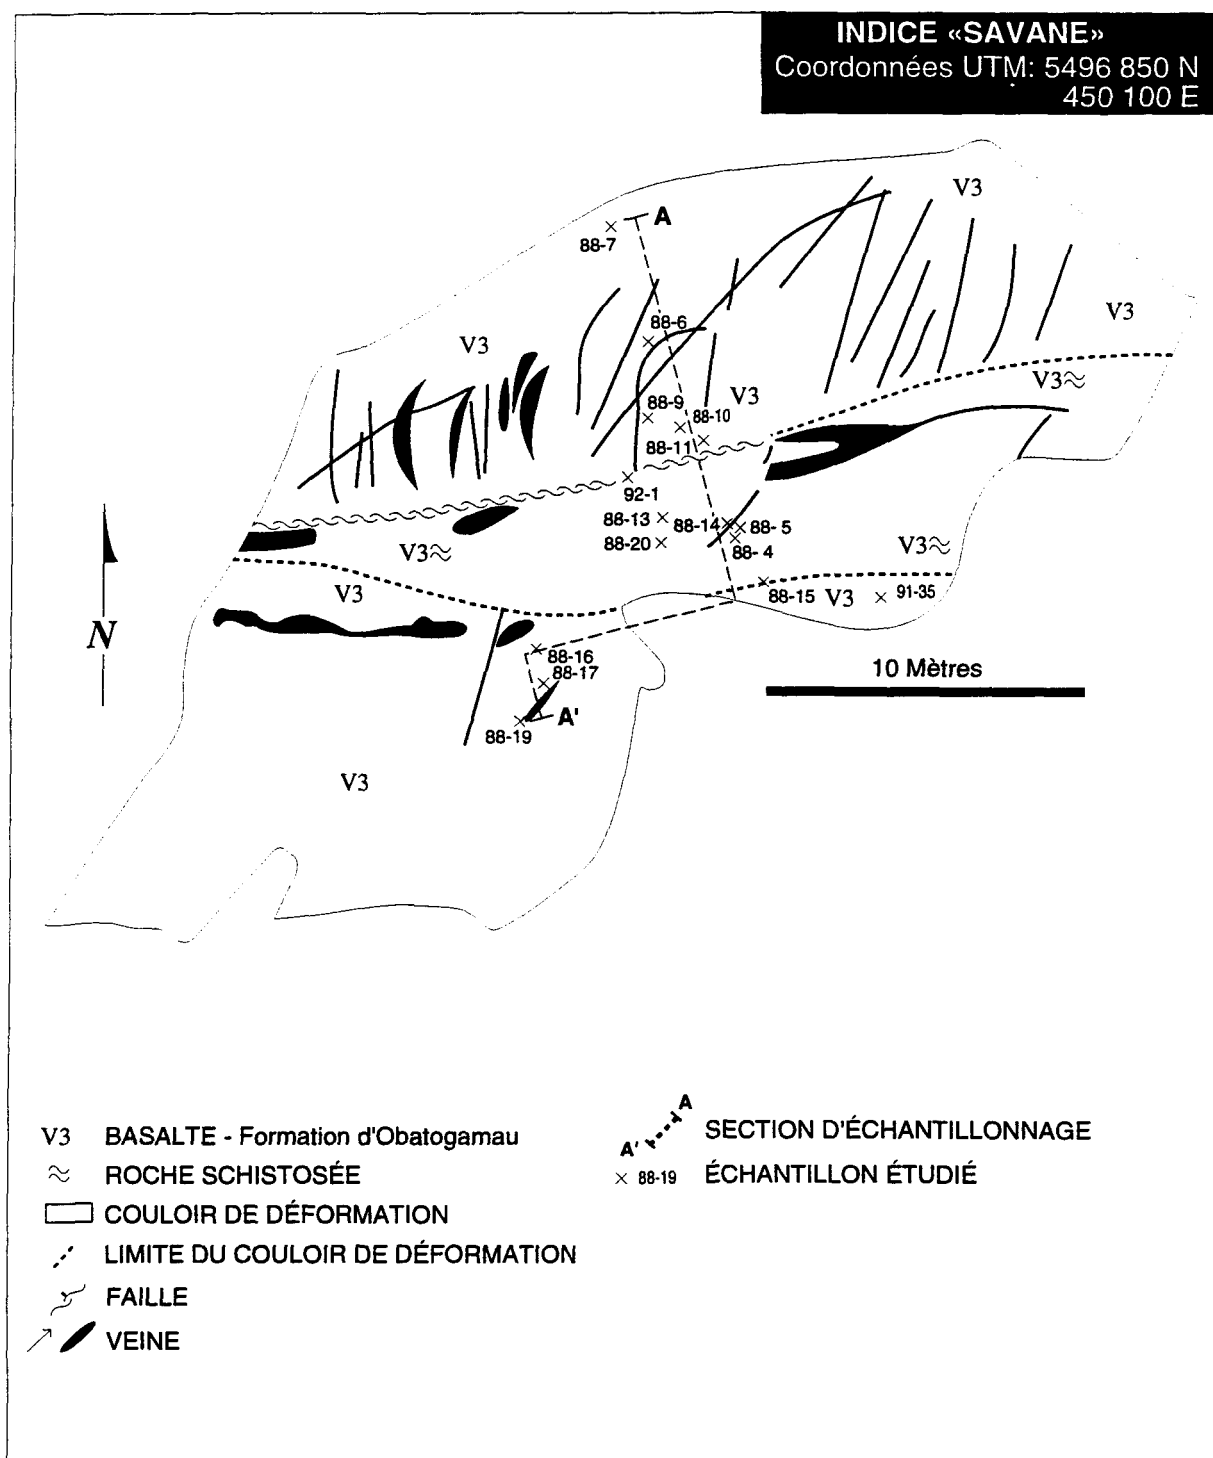 INDICE «SAVANE»
Coordonnées UTM: 5496 850 N
450 100 E
V3
A
88-7
V3
88-6
V3
V3≈
88-9
88-10
V3
88-11
92-1
88-13
88-14
88-5
88-20
88-4
V3≈
V3≈
V3
88-15
V3
91-35
N
88-16
88-17
A'
88-19
10 Mètres
V3
V3 BASALTE - Formation d'Obatogamau
≈ ROCHE SCHISTOSÉE
COULOIR DE DÉFORMATION
LIMITE DU COULOIR DE DÉFORMATION
FAILLE
VEINE
A
A'
SECTION D'ÉCHANTILLONNAGE
× 88-19 ÉCHANTILLON ÉTUDIÉ